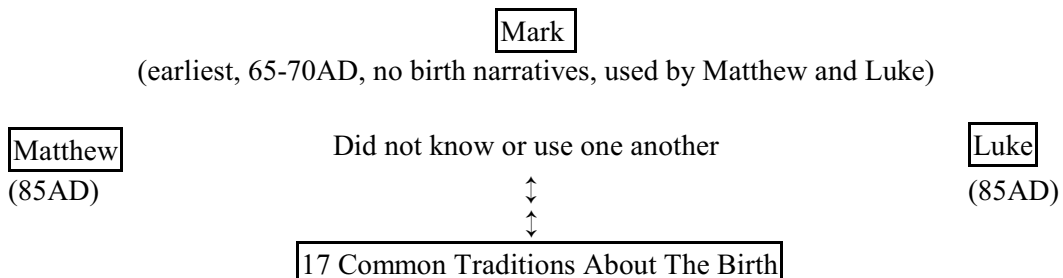 Mark
(earliest, 65-70AD, no birth narratives, used by Matthew and Luke)
Matthew Did not know or use one another Luke
(85AD) (85AD)
17 Common Traditions About The Birth